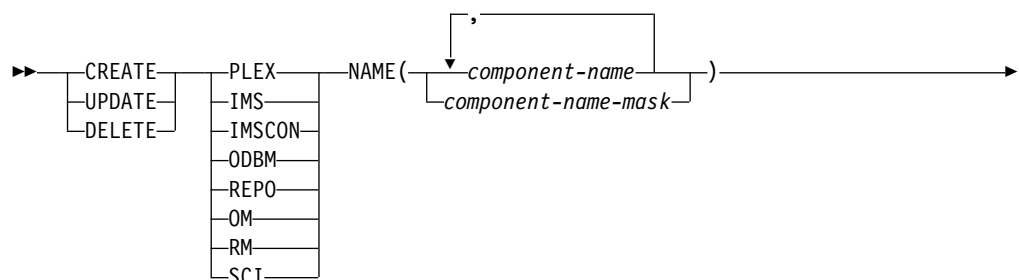 ,
CREATE PLEX NAME( component-name )
UPDATE IMS component-name-mask
DELETE IMSCON
ODBM
REPO
OM
RM
SCI